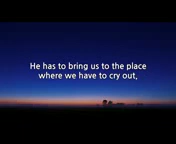 He has to bring us to the place
where we have to cry out,